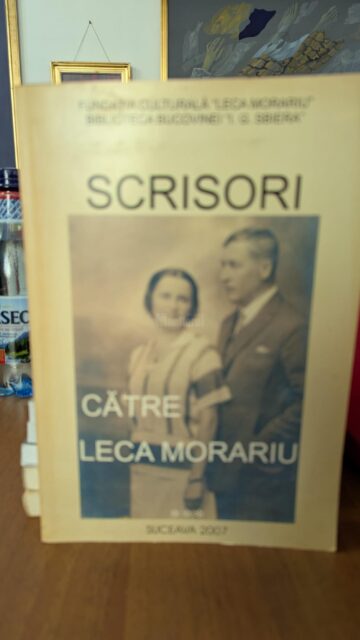 FUNDAȚIA CULTURALĂ "LECA MORARIU"
BIBLIOTECA BUCOVINEI "I. G. SBIERA"
SCRISORI
CĂTRE
LECA MORARIU
SUCEAVA 2007